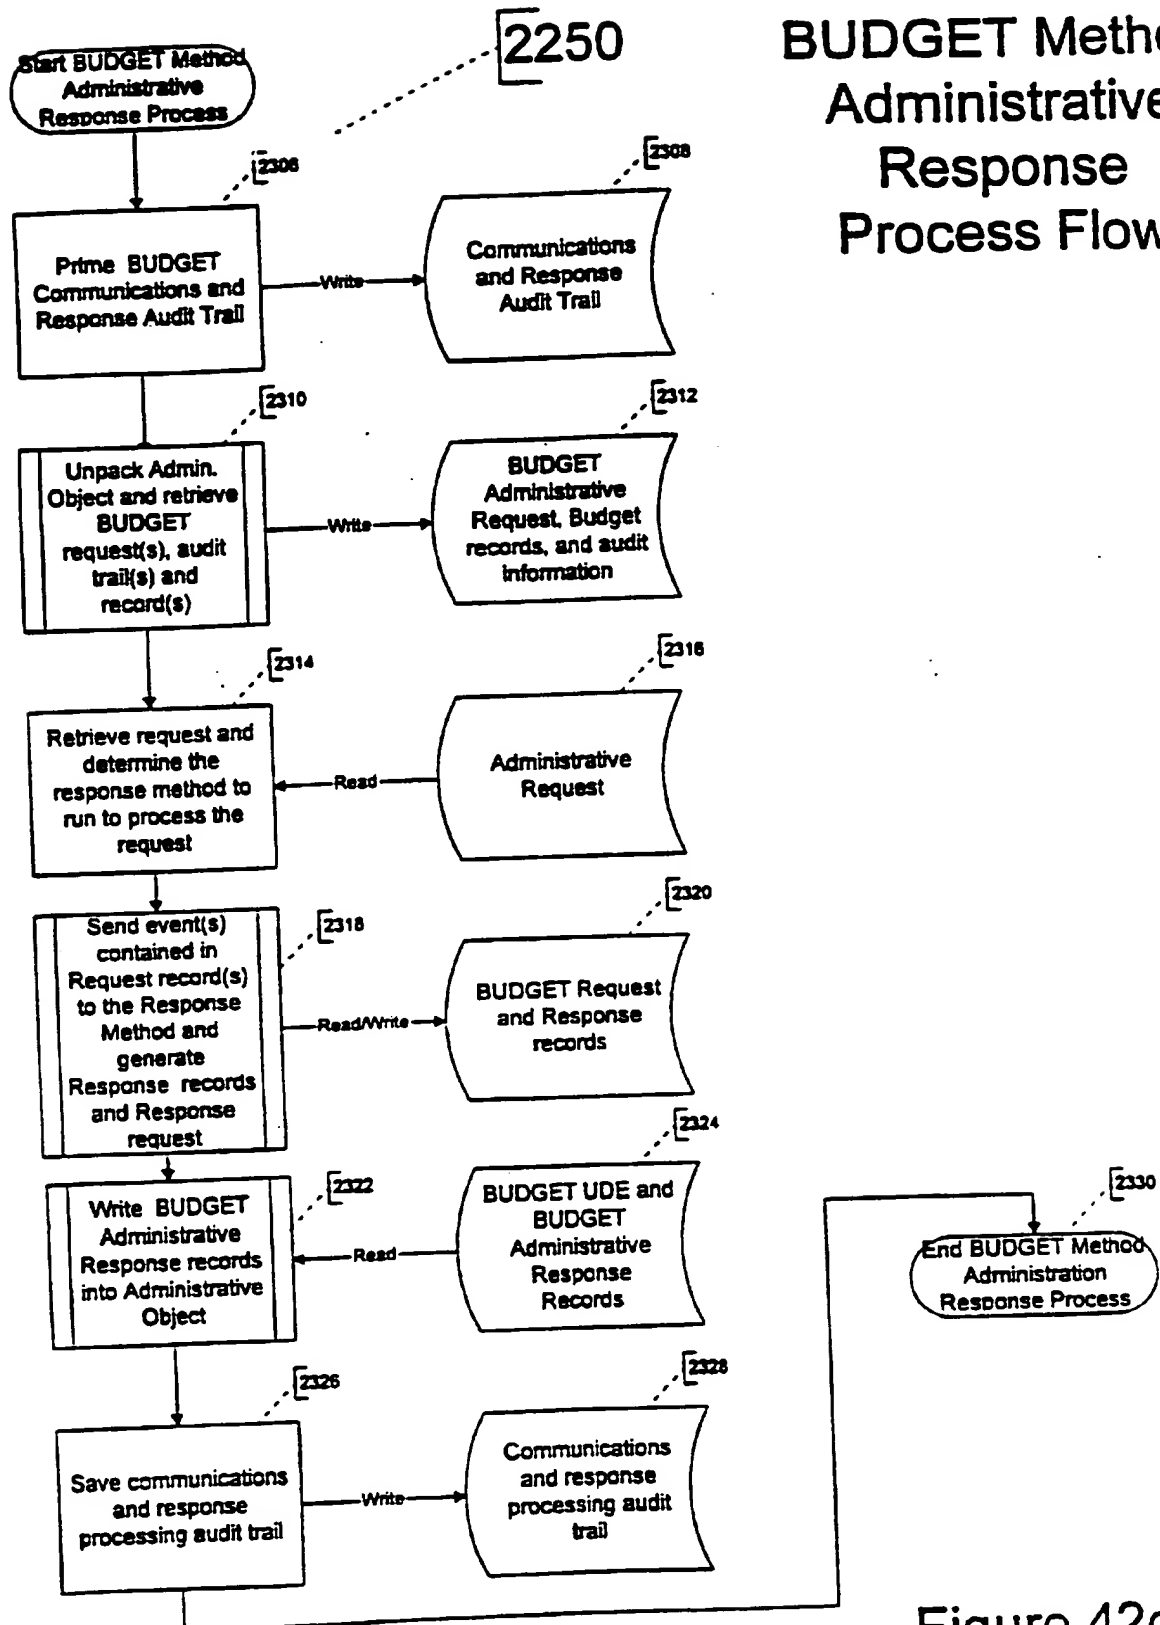 2250
BUDGET Metho
Administrative
Response
Process Flow
Start BUDGET Method
Administrative
Response Process
2306
Prime BUDGET
Communications and
Response Audit Trail
Write
2308
Communications
and Response
Audit Trail
2310
Unpack Admin.
Object and retrieve
BUDGET
request(s), audit
trail(s) and
record(s)
Write
2312
BUDGET
Administrative
Request, Budget
records, and audit
information
2314
Retrieve request and
determine the
response method to
run to process the
request
Read
2316
Administrative
Request
2318
Send event(s)
contained in
Request record(s)
to the Response
Method and
generate
Response records
and Response
request
Read/Write
2320
BUDGET Request
and Response
records
2322
Write BUDGET
Administrative
Response records
into Administrative
Object
Read
2324
BUDGET UDE and
BUDGET
Administrative
Response
Records
2326
Save communications
and response
processing audit trail
Write
2328
Communications
and response
processing audit
trail
2330
End BUDGET Method
Administration
Response Process
Figure 42c